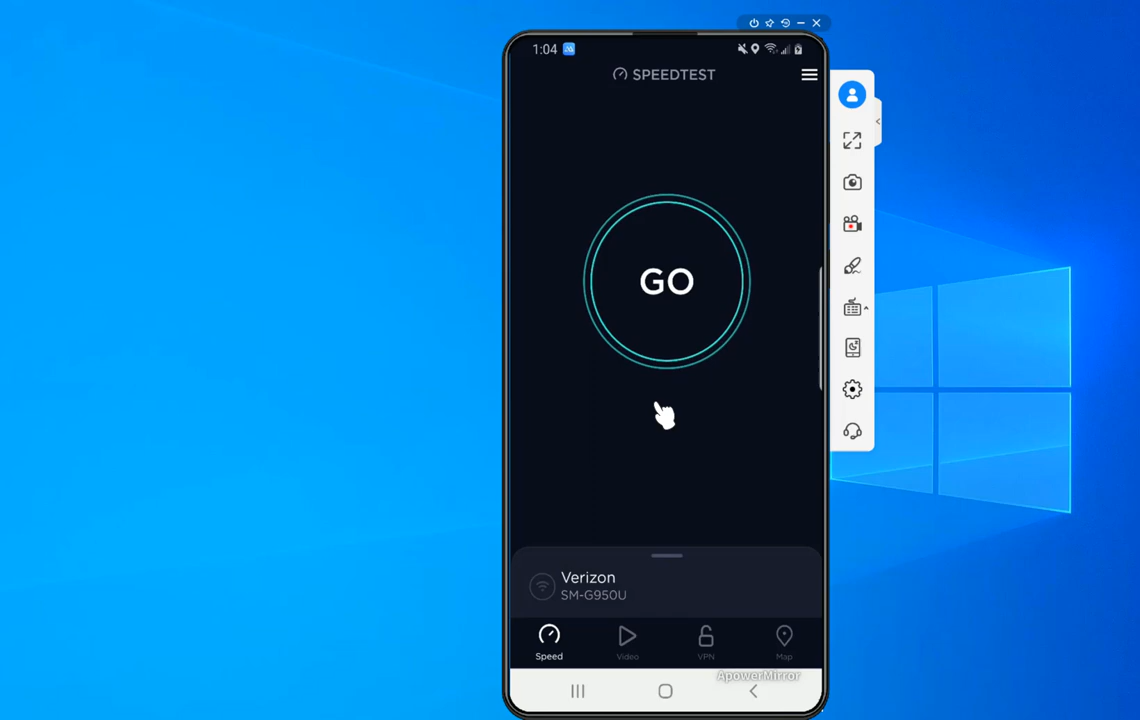 1:04
SPEEDTEST
GO
Verizon
SM-G950U
Speed
Video
VPN
Map
ApowerMirror